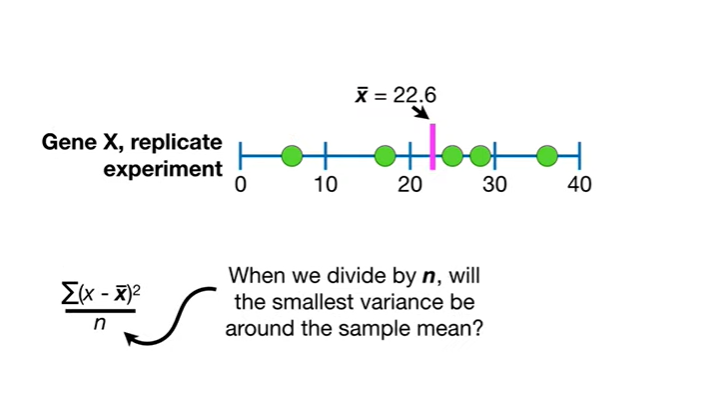 x̄ = 22.6
Gene X, replicate
experiment
0 10 20 30 40
When we divide by n, will
the smallest variance be
around the sample mean?
∑(x - x̄)²
n